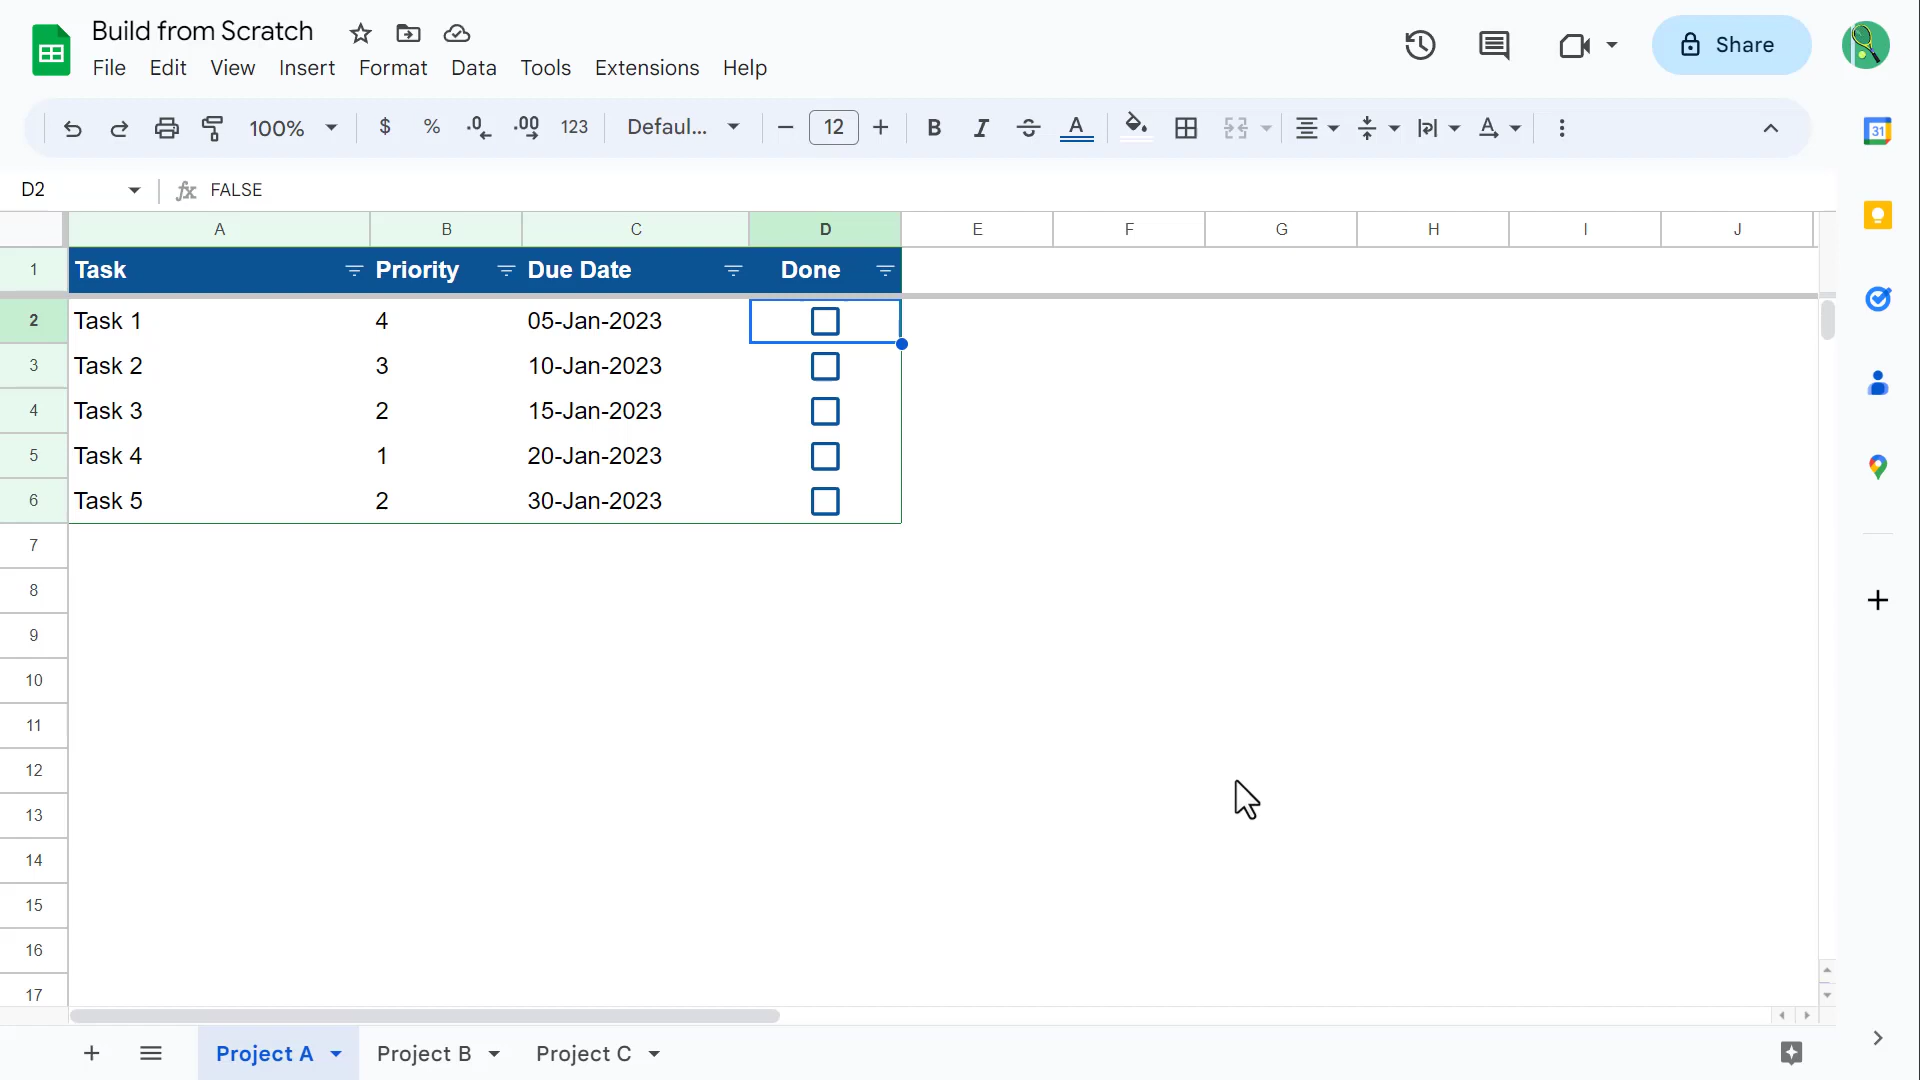 Build from Scratch
File Edit View Insert Format Data Tools Extensions Help
Share
100% $ % .0 .00 123 Defaul... 12 B I A A
31
D2 fx FALSE
A B C D E F G H I J
1 Task Priority Due Date Done
2 Task 1 4 05-Jan-2023
3 Task 2 3 10-Jan-2023
4 Task 3 2 15-Jan-2023
5 Task 4 1 20-Jan-2023
6 Task 5 2 30-Jan-2023
7
8
9
10
11
12
13
14
15
16
17
Project A Project B Project C